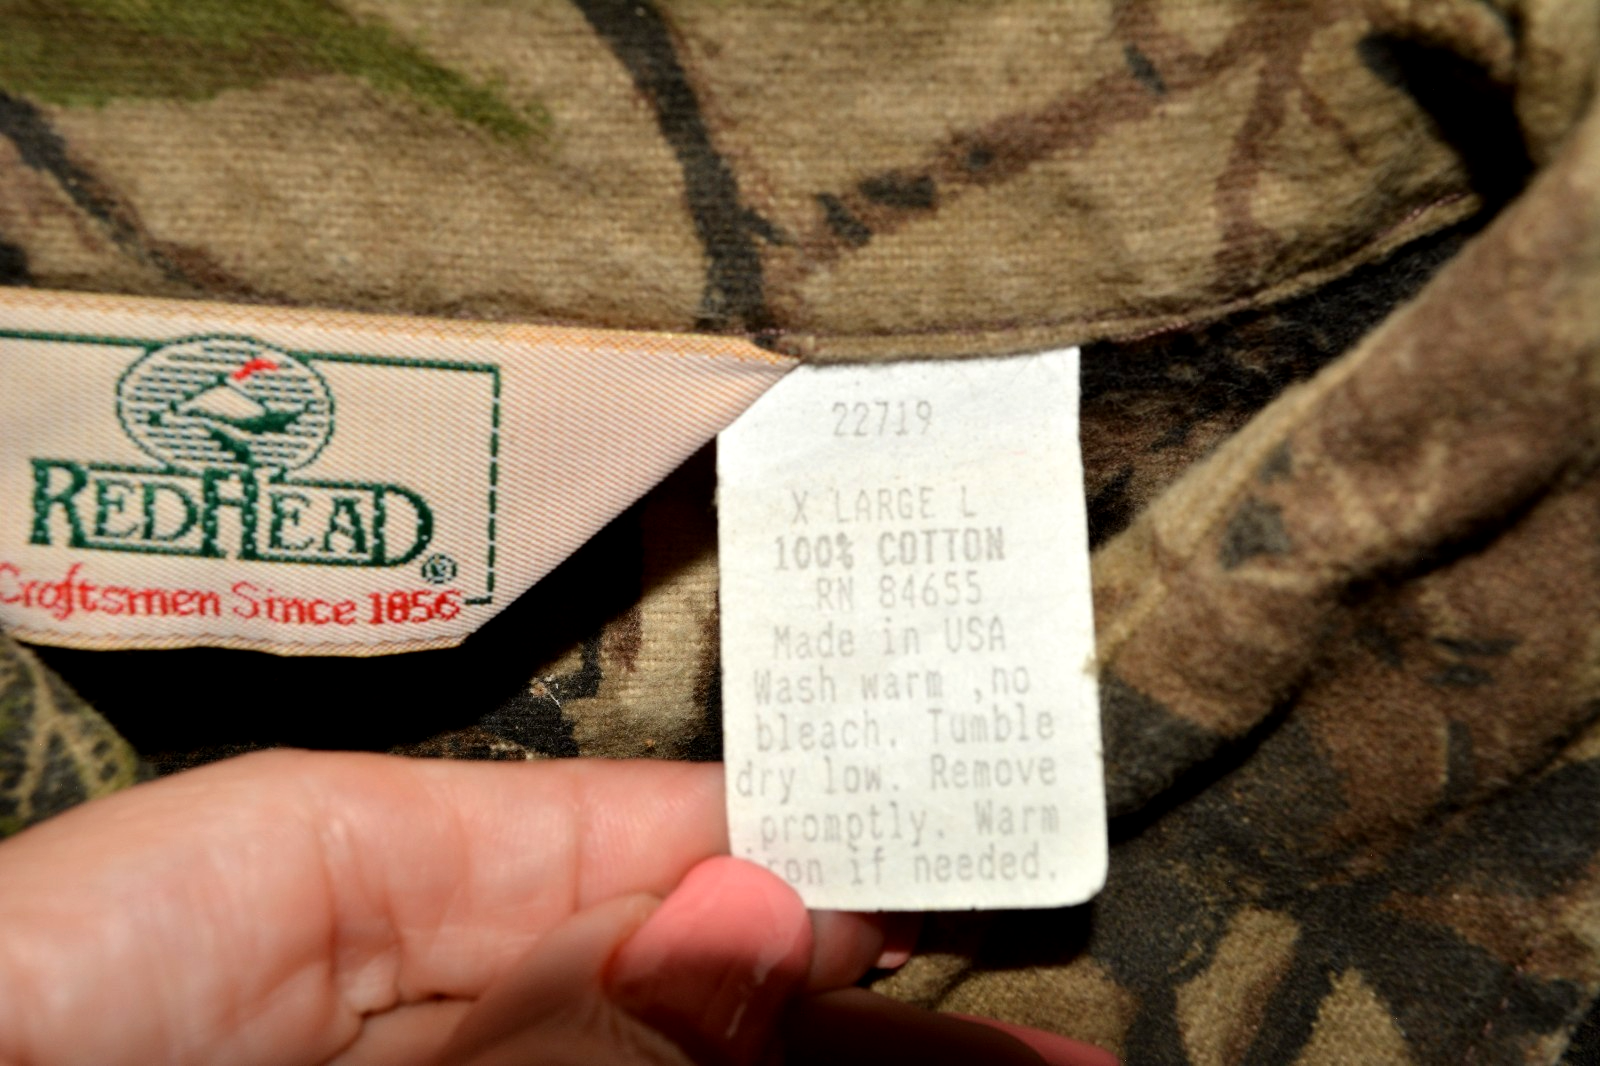 REDHEAD
®
Craftsmen Since 1856
22719
X LARGE L
100% COTTON
RN 84655
Made in USA
Wash warm ,no
bleach. Tumble
dry low. Remove
promptly. Warm
iron if needed.